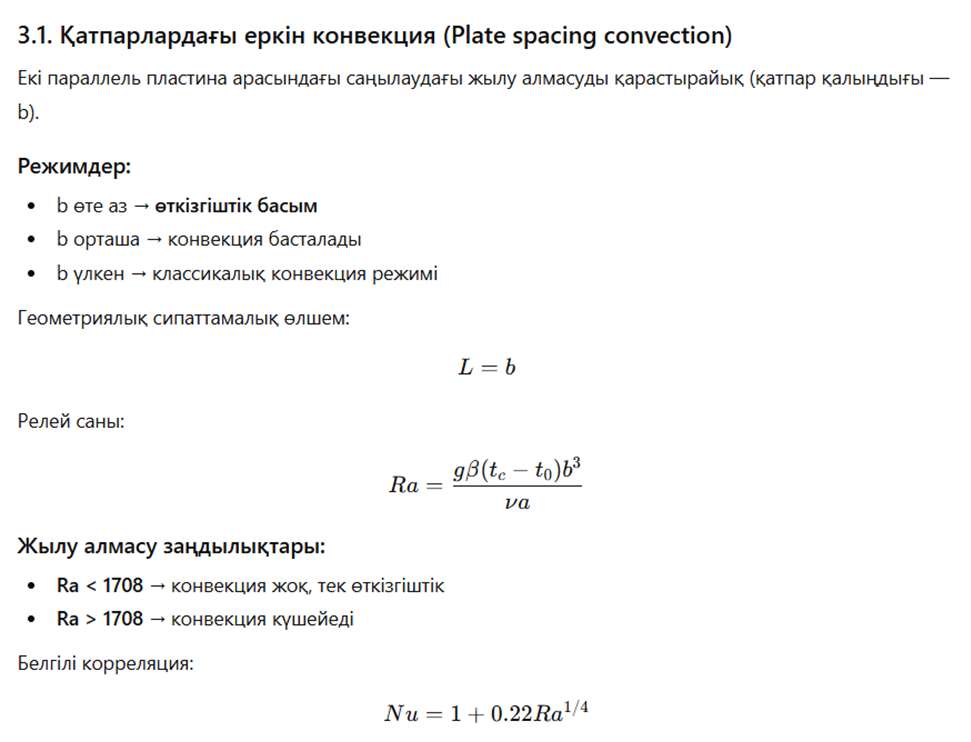 3.1. Қатпарлардағы еркін конвекция (Plate spacing convection)
Екі параллель пластина арасындағы саңылаудағы жылу алмасуды қарастырайық (қатпар қалыңдығы —
b).
Режимдер:
• b өте аз → өткізгіштік басым
• b орташа → конвекция басталады
• b үлкен → классикалық конвекция режимі
Геометриялық сипаттамалық өлшем:
L = b
Релей саны:
Ra = \frac{gβ(t_c − t_0)b^3}{νa}
Жылу алмасу заңдылықтары:
• Ra < 1708 → конвекция жоқ, тек өткізгіштік
• Ra > 1708 → конвекция күшейеді
Белгілі корреляция:
Nu = 1 + 0.22Ra^{1/4}